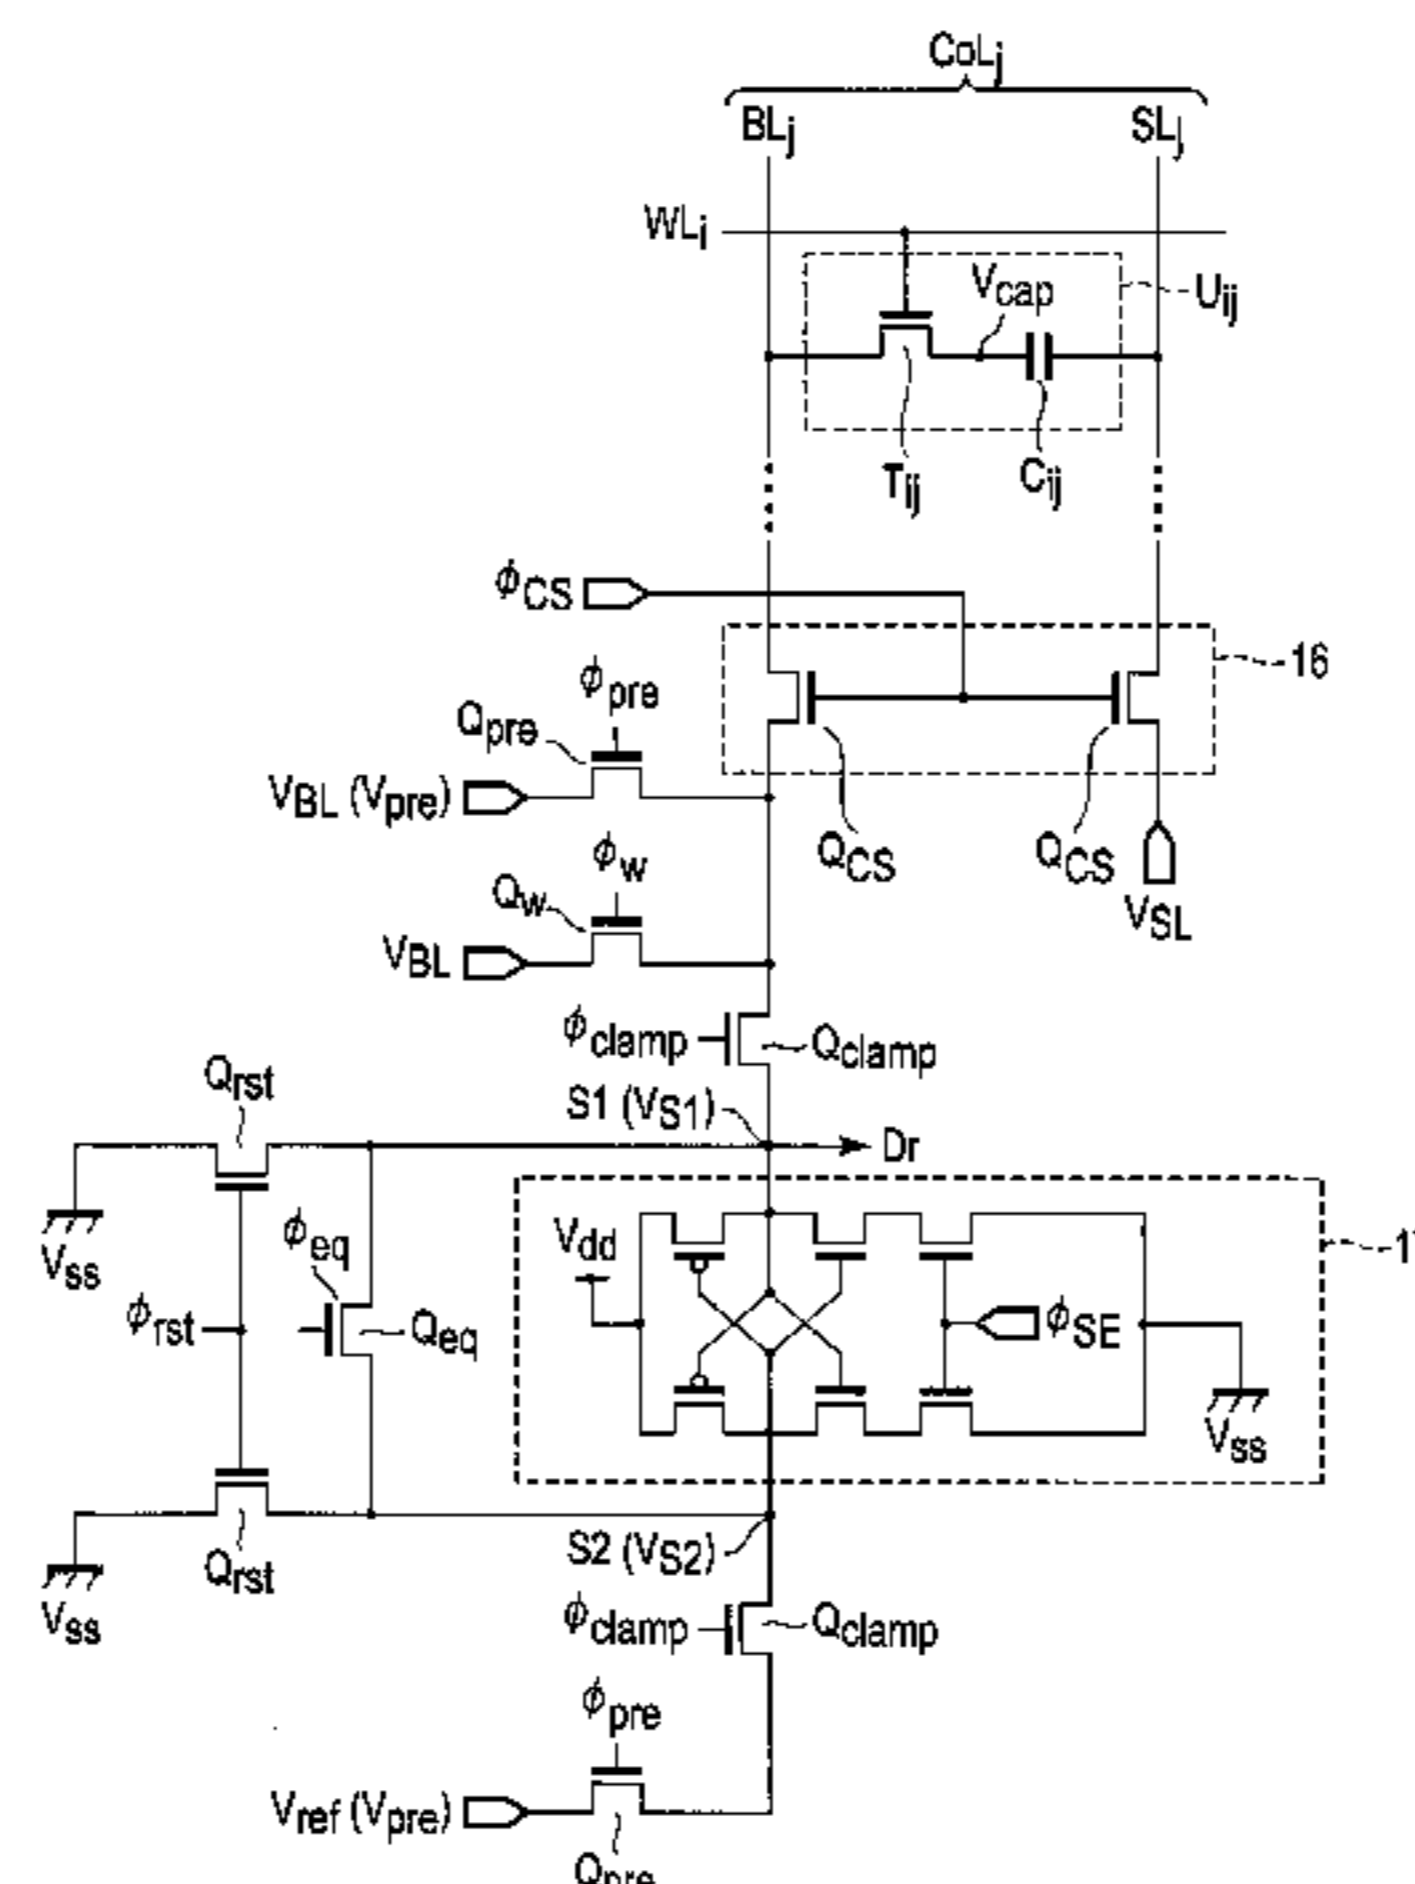 CoLj
BLj SLj
WLi
Vcap Uij
Tij Cij
ϕCS
16
ϕpre
Qpre
VBL (Vpre)
QCS QCS
ϕw
Qw
VSL
VBL
ϕclamp Qclamp
Qrst
S1 (VS1)
Dr
Vss
ϕeq
Vdd
ϕrst
Qeq
ϕSE
Vss
Qrst
S2 (VS2)
Vss
ϕclamp Qclamp
ϕpre
Vref (Vpre)
Qpre